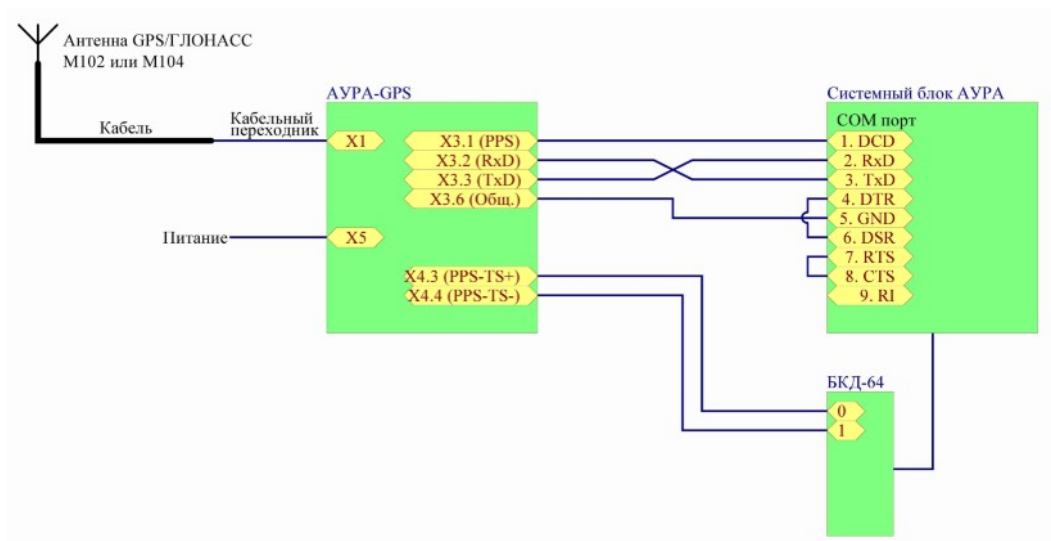 Антенна GPS/ГЛОНАСС
М102 или М104
Кабель
Кабельный
переходник
Питание
АУРА-GPS
X1
X5
X3.1 (PPS)
X3.2 (RxD)
X3.3 (TxD)
X3.6 (Общ.)
X4.3 (PPS-TS+)
X4.4 (PPS-TS-)
Системный блок АУРА
COM порт
1. DCD
2. RxD
3. TxD
4. DTR
5. GND
6. DSR
7. RTS
8. CTS
9. RI
БКД-64
0
1